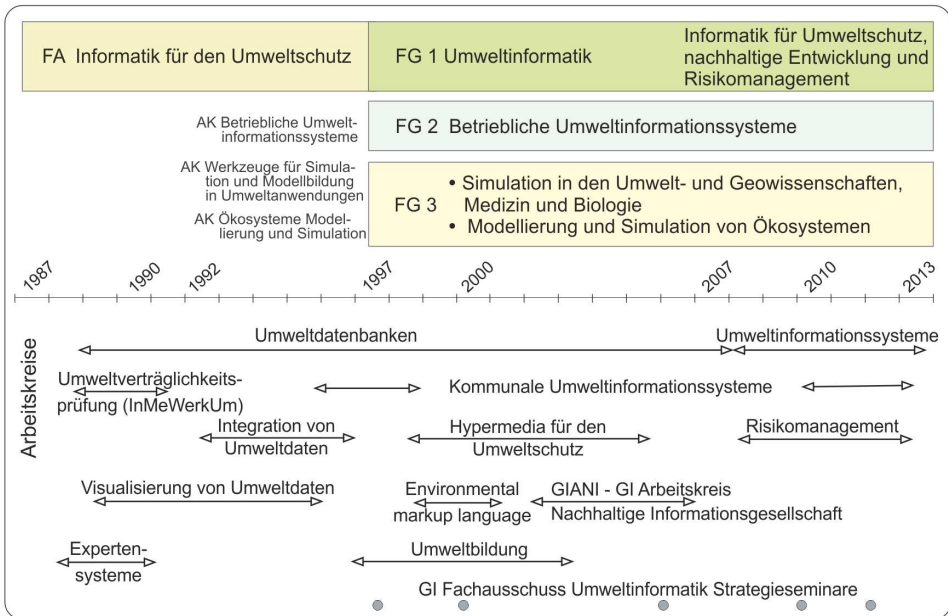 FA Informatik für den Umweltschutz
FG 1 Umweltinformatik
Informatik für Umweltschutz,
nachhaltige Entwicklung und
Risikomanagement
AK Betriebliche Umwelt-
informationssysteme
FG 2 Betriebliche Umweltinformationssysteme
AK Werkzeuge für Simula-
tion und Modellbildung
in Umweltanwendungen
AK Ökosysteme Model-
lierung und Simulation
FG 3
• Simulation in den Umwelt- und Geowissenschaften,
Medizin und Biologie
• Modellierung und Simulation von Ökosystemen
1987 1990 1992 1997 2000 2007 2010 2013
Arbeitskreise
Umweltdatenbanken
Umweltinformationssysteme
Umweltverträglichkeits-
prüfung (InMeWerkUm)
Kommunale Umweltinformationssysteme
Integration von
Umweltdaten
Hypermedia für den
Umweltschutz
Risikomanagement
Visualisierung von Umweltdaten
Environmental
markup language
GIANI - GI Arbeitskreis
Nachhaltige Informationsgesellschaft
Experten-
systeme
Umweltbildung
GI Fachausschuss Umweltinformatik Strategieseminare